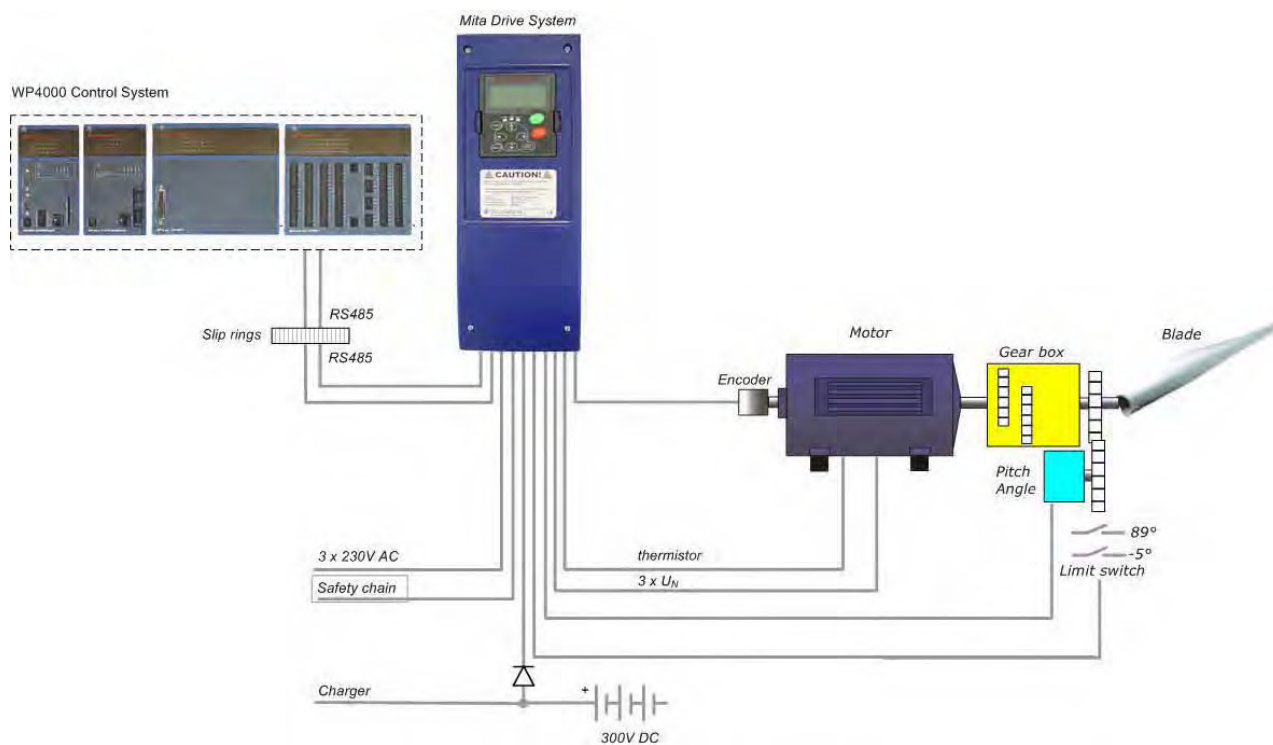 Mita Drive System
WP4000 Control System
CAUTION!
RS485
Slip rings
RS485
Motor
Blade
Gear box
Encoder
Pitch
Angle
89°
-5°
Limit switch
3 x 230V AC
thermistor
Safety chain
3 x UN
Charger
+
300V DC